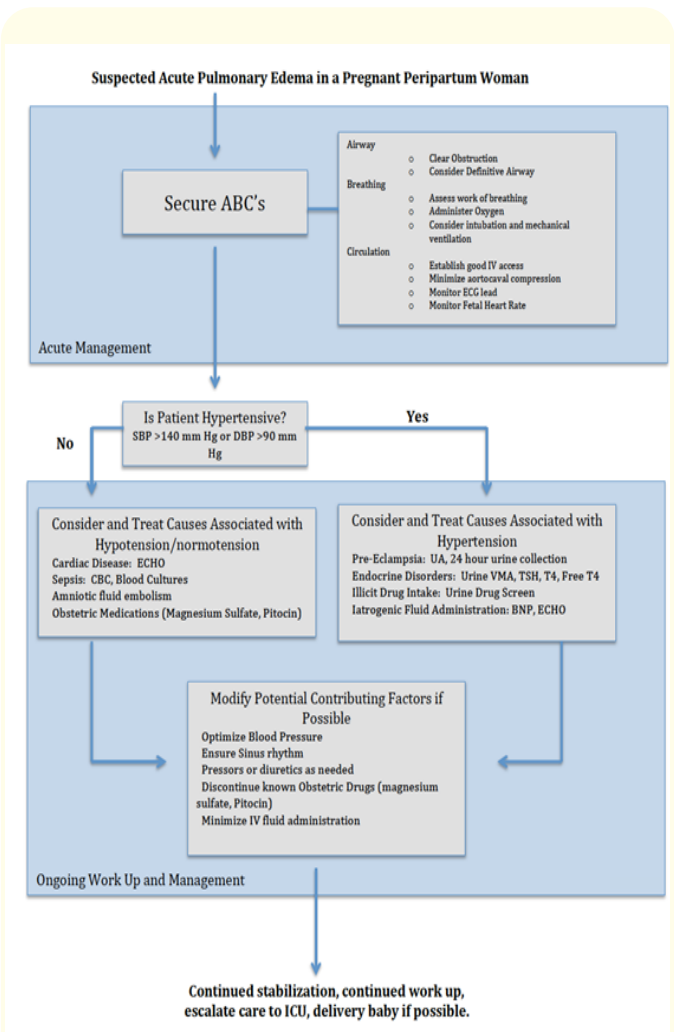 Suspected Acute Pulmonary Edema in a Pregnant Peripartum Woman
Secure ABC's
Airway
o Clear Obstruction
o Consider Definitive Airway
Breathing
o Assess work of breathing
o Administer Oxygen
o Consider intubation and mechanical
ventilation
Circulation
o Establish good IV access
o Minimize aortocaval compression
o Monitor ECG lead
o Monitor Fetal Heart Rate
Acute Management
Is Patient Hypertensive?
SBP >140 mm Hg or DBP >90 mm
Hg
No
Yes
Consider and Treat Causes Associated with
Hypotension/normotension
Cardiac Disease: ECHO
Sepsis: CBC, Blood Cultures
Amniotic fluid embolism
Obstetric Medications (Magnesium Sulfate, Pitocin)
Consider and Treat Causes Associated with
Hypertension
Pre-Eclampsia: UA, 24 hour urine collection
Endocrine Disorders: Urine VMA, TSH, T4, Free T4
Illicit Drug Intake: Urine Drug Screen
Iatrogenic Fluid Administration: BNP, ECHO
Modify Potential Contributing Factors if
Possible
Optimize Blood Pressure
Ensure Sinus rhythm
Pressors or diuretics as needed
Discontinue known Obstetric Drugs (magnesium
sulfate, Pitocin)
Minimize IV fluid administration
Ongoing Work Up and Management
Continued stabilization, continued work up,
escalate care to ICU, delivery baby if possible.